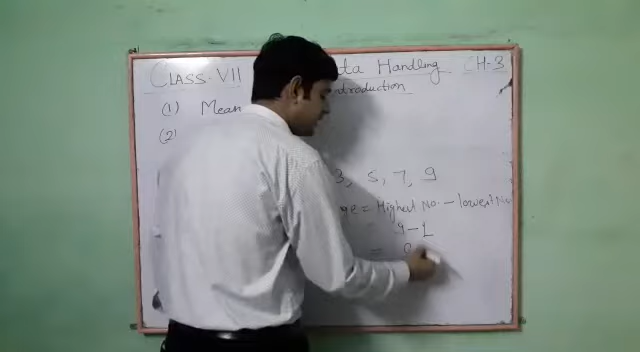 CLASS-VII ta Handling CH-3
ntroduction
(1) Mean
(2)
3, 5, 7, 9
ge = Highest No. - lowest No
9-1
=